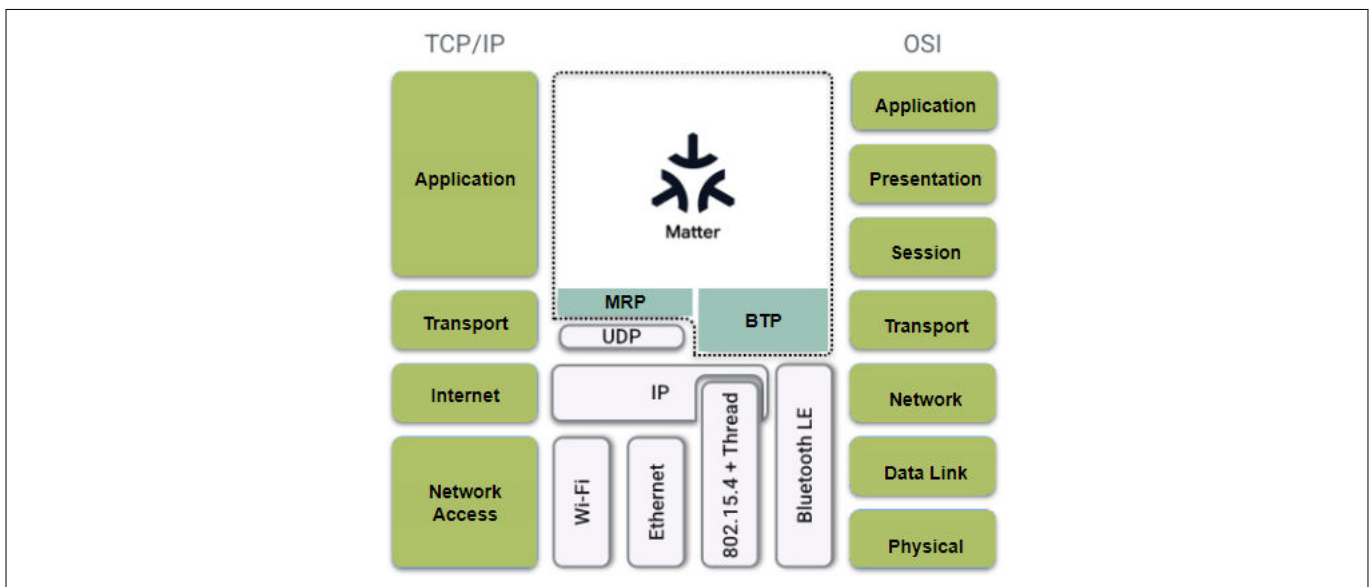 TCP/IP
OSI
Application
Transport
Internet
Network
Access
Matter
MRP
BTP
UDP
IP
Wi-Fi
Ethernet
802.15.4 + Thread
Bluetooth LE
Application
Presentation
Session
Transport
Network
Data Link
Physical